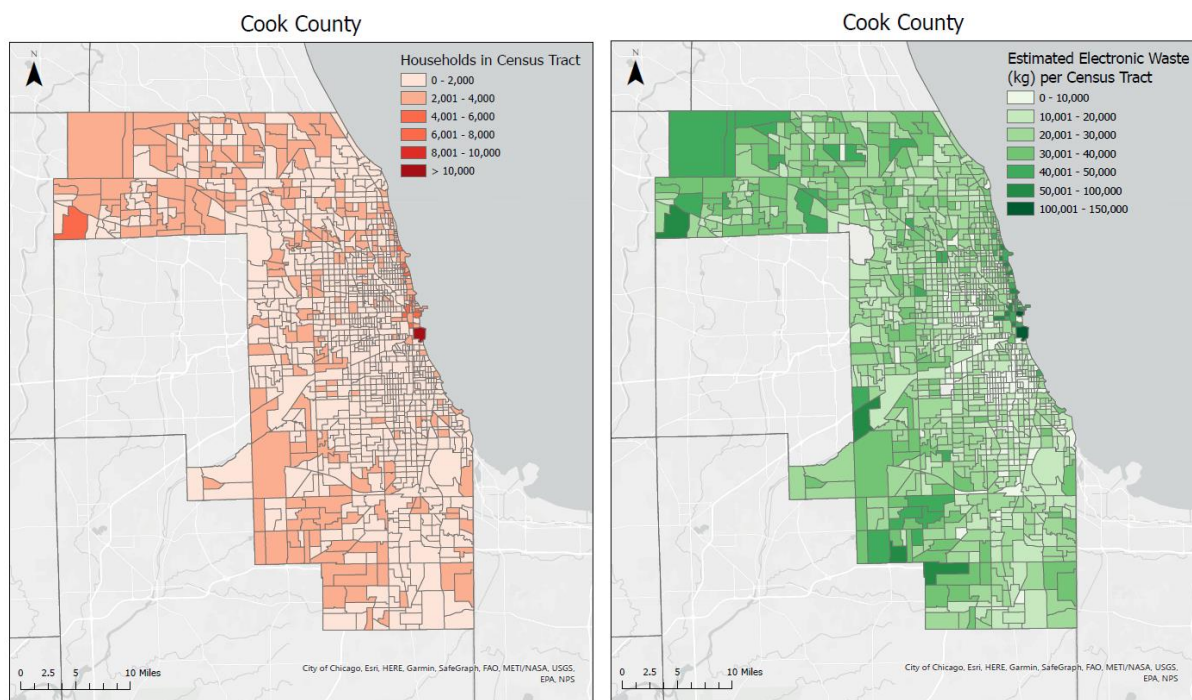 Cook County
N
Households in Census Tract
0 - 2,000
2,001 - 4,000
4,001 - 6,000
6,001 - 8,000
8,001 - 10,000
> 10,000
0 2.5 5 10 Miles
City of Chicago, Esri, HERE, Garmin, SafeGraph, FAO, METI/NASA, USGS,
EPA, NPS
Cook County
N
Estimated Electronic Waste
(kg) per Census Tract
0 - 10,000
10,001 - 20,000
20,001 - 30,000
30,001 - 40,000
40,001 - 50,000
50,001 - 100,000
100,001 - 150,000
0 2.5 5 10 Miles
City of Chicago, Esri, HERE, Garmin, SafeGraph, FAO, METI/NASA, USGS,
EPA, NPS